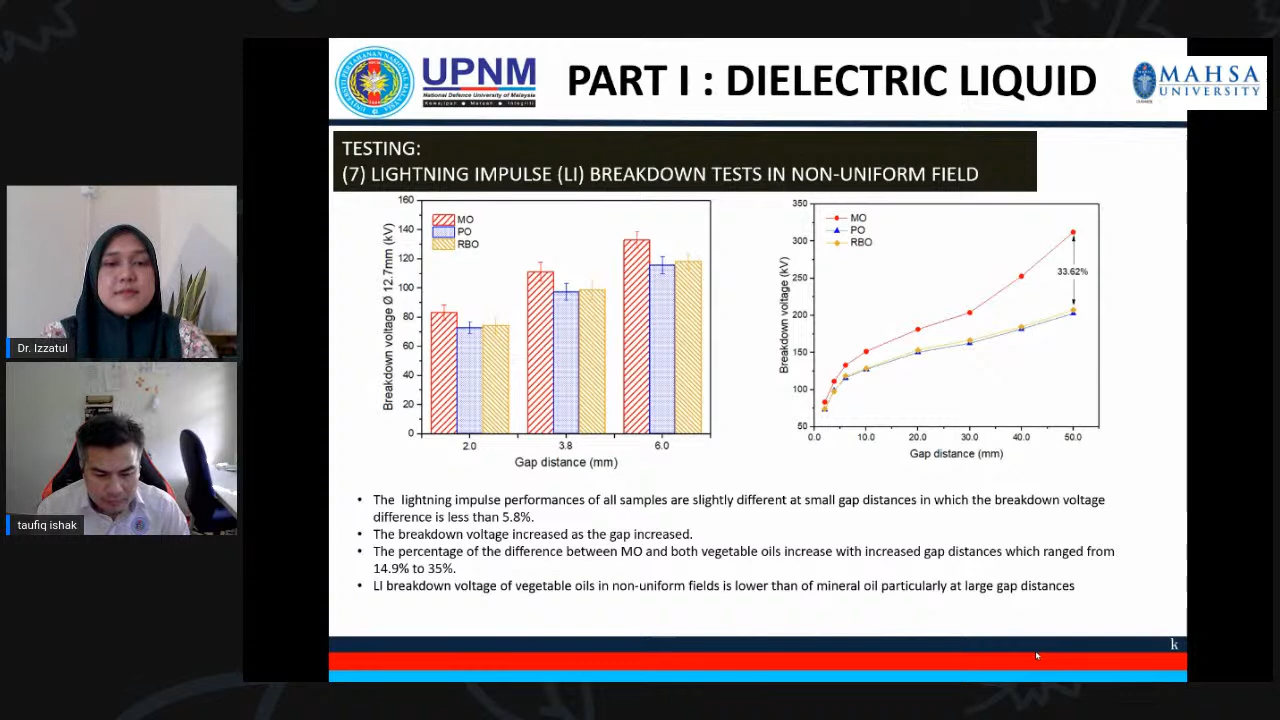 UPNM
National Defence University of Malaysia
Kewajipan ● Maruah ● Integriti
PART I : DIELECTRIC LIQUID
MAHSA
UNIVERSITY
TESTING:
(7) LIGHTNING IMPULSE (LI) BREAKDOWN TESTS IN NON-UNIFORM FIELD
Breakdown voltage Ø 12.7mm (kV)
160
140
120
100
80
60
40
20
0
MO
PO
RBO
2.0
3.8
6.0
Gap distance (mm)
Breakdown voltage (kV)
350
300
250
200
150
100
50
MO
PO
RBO
33.62%
0.0
10.0
20.0
30.0
40.0
50.0
Gap distance (mm)
• The lightning impulse performances of all samples are slightly different at small gap distances in which the breakdown voltage
difference is less than 5.8%.
• The breakdown voltage increased as the gap increased.
• The percentage of the difference between MO and both vegetable oils increase with increased gap distances which ranged from
14.9% to 35%.
• LI breakdown voltage of vegetable oils in non-uniform fields is lower than of mineral oil particularly at large gap distances
k
Dr. Izzatul
taufiq ishak